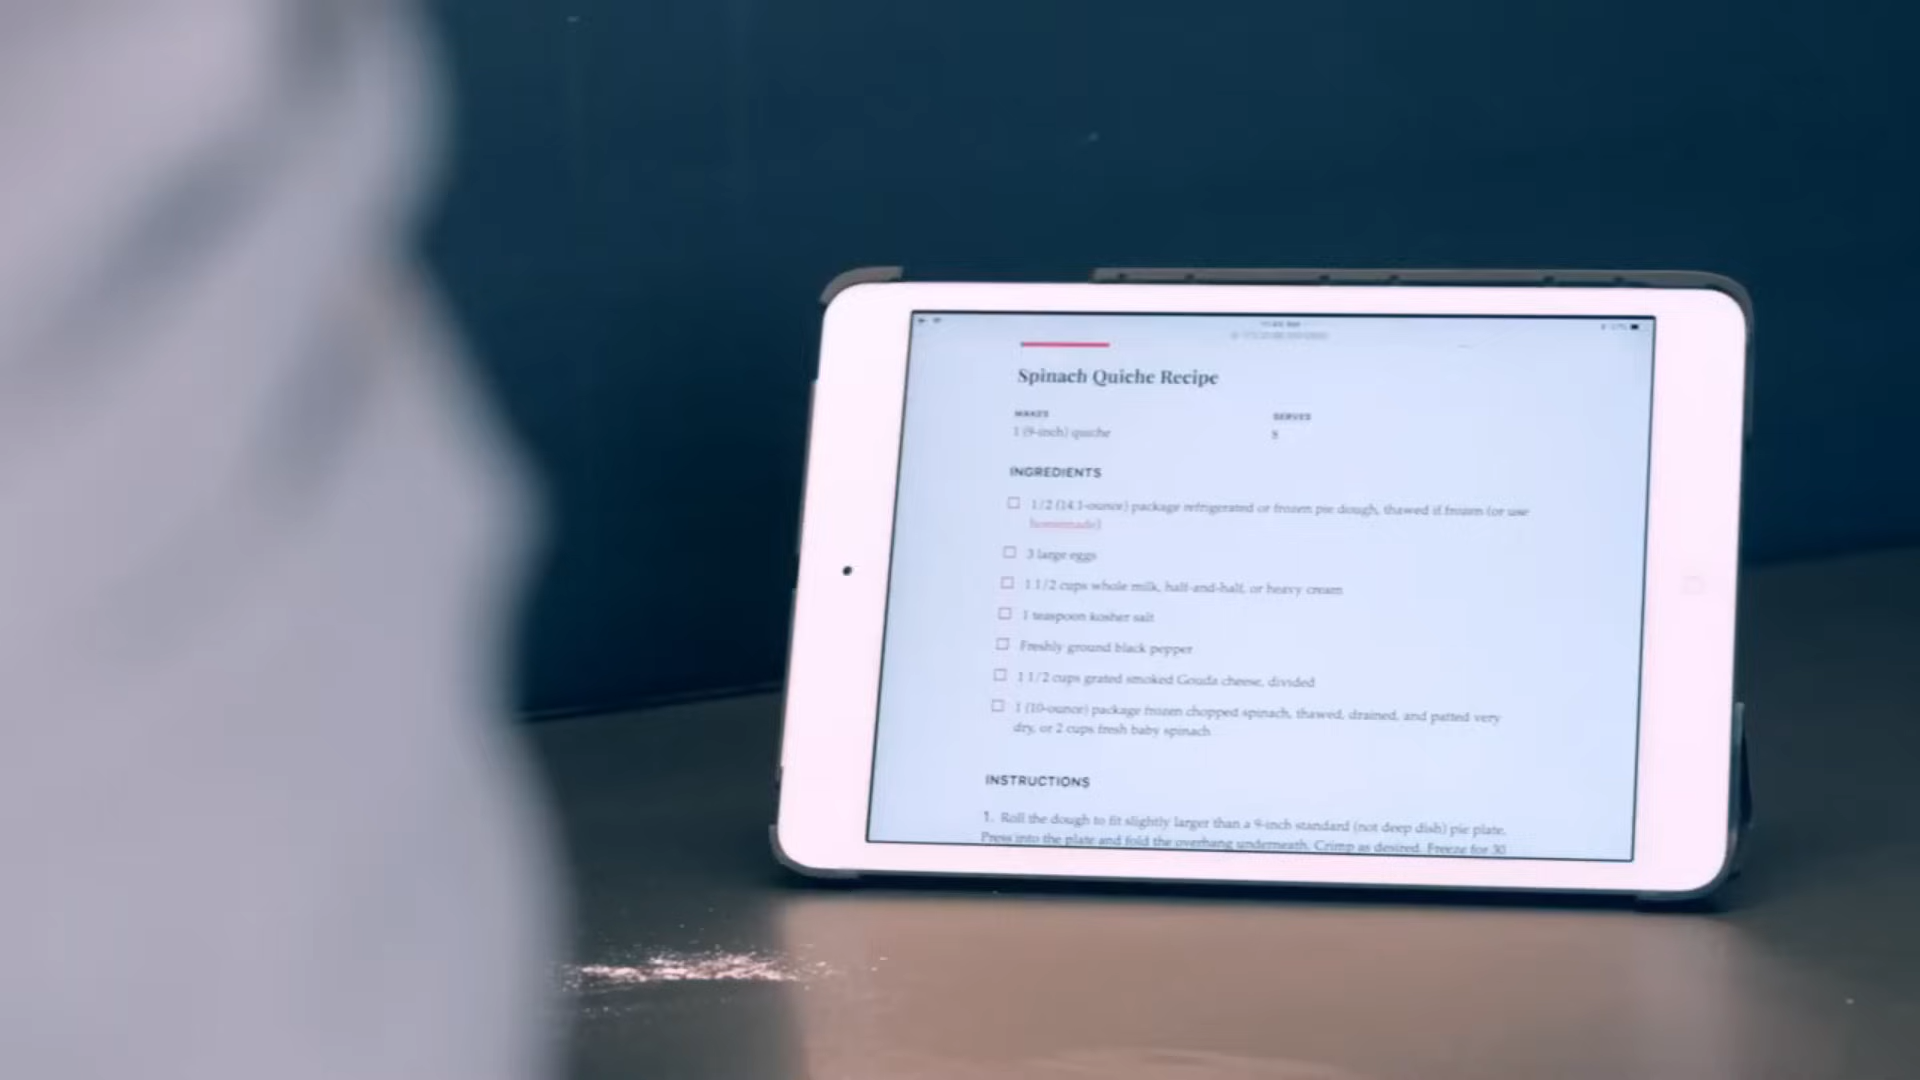 Spinach Quiche Recipe
MAKES
SERVES
1 (9-inch) quiche
8
INGREDIENTS
1/2 (14.1-ounce) package refrigerated or frozen pie dough, thawed if frozen (or use
homemade)
3 large eggs
1 1/2 cups whole milk, half-and-half, or heavy cream
1 teaspoon kosher salt
Freshly ground black pepper
1 1/2 cups grated smoked Gouda cheese, divided
1 (10-ounce) package frozen chopped spinach, thawed, drained, and patted very
dry, or 2 cups fresh baby spinach
INSTRUCTIONS
1. Roll the dough to fit slightly larger than a 9-inch standard (not deep dish) pie plate.
Press into the plate and fold the overhang underneath. Crimp as desired. Freeze for 30